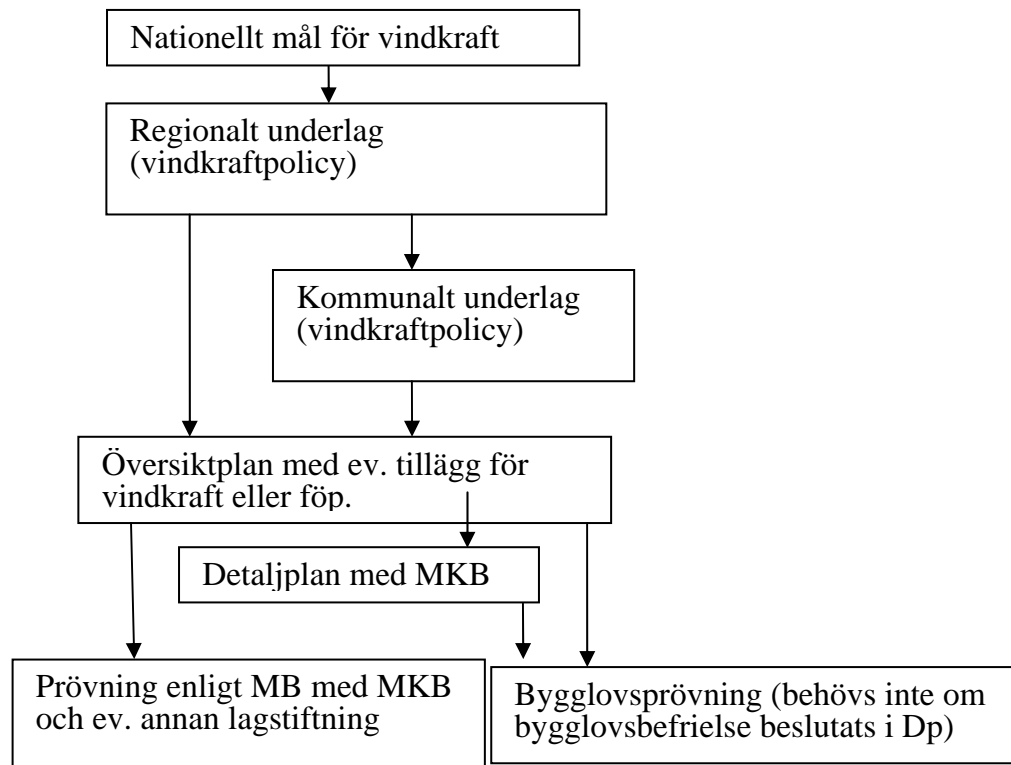 Nationellt mål för vindkraft
Regionalt underlag
(vindkraftpolicy)
Kommunalt underlag
(vindkraftpolicy)
Översiktplan med ev. tillägg för
vindkraft eller föp.
Detaljplan med MKB
Prövning enligt MB med MKB
och ev. annan lagstiftning
Bygglovsprövning (behövs inte om
bygglovsbefrielse beslutats i Dp)